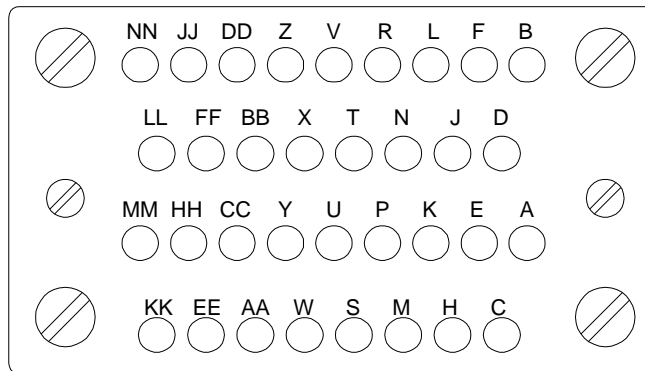 NN JJ DD Z V R L F B
LL FF BB X T N J D
MM HH CC Y U P K E A
KK EE AA W S M H C